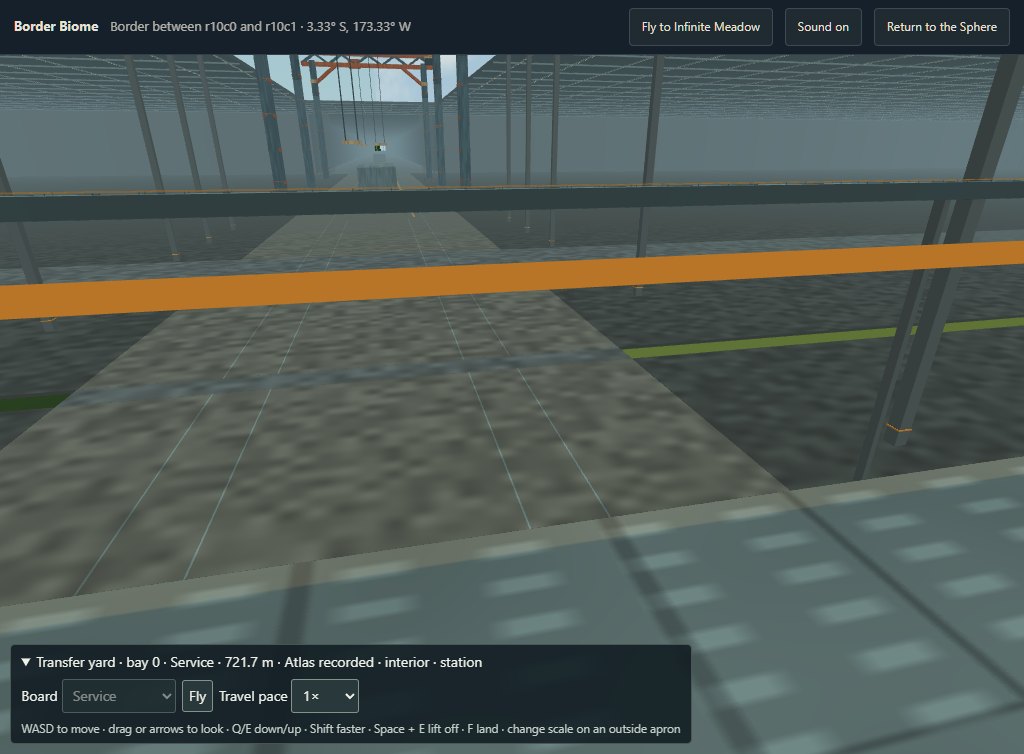 Border Biome Border between r10c0 and r10c1 · 3.33° S, 173.33° W Fly to Infinite Meadow Sound on Return to the Sphere
▼ Transfer yard · bay 0 · Service · 721.7 m · Atlas recorded · interior · station
Board Service Fly Travel pace 1×
WASD to move · drag or arrows to look · Q/E down/up · Shift faster · Space + E lift off · F land · change scale on an outside apron